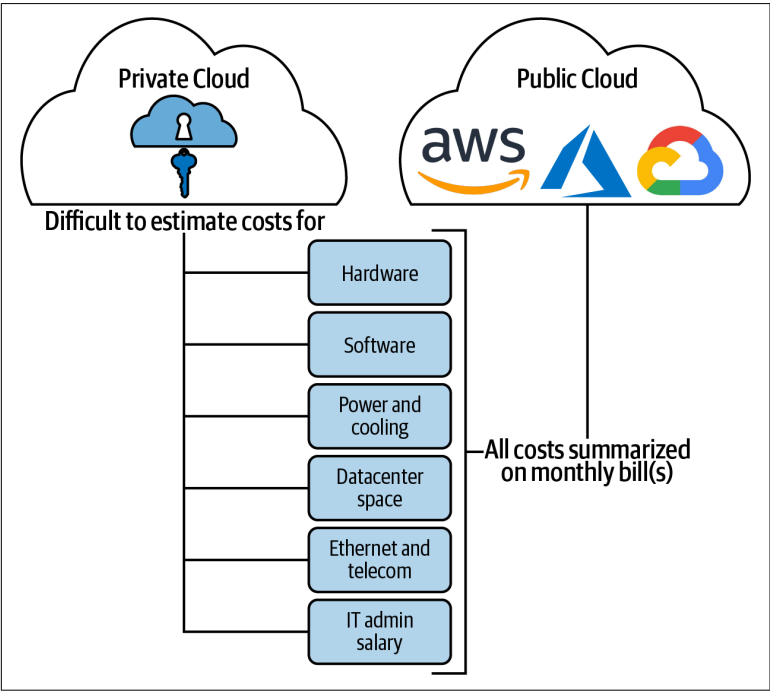 Private Cloud
Public Cloud
aws
Difficult to estimate costs for
Hardware
Software
Power and
cooling
Datacenter
space
Ethernet and
telecom
IT admin
salary
All costs summarized
on monthly bill(s)